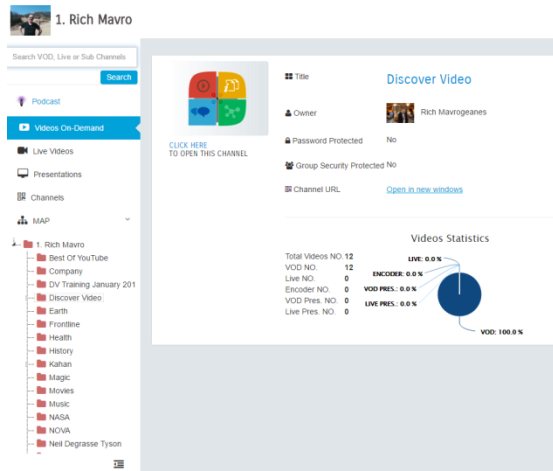 1. Rich Mavro
Search VOD, Live or Sub Channels
Search
Podcast
Videos On-Demand
Live Videos
Presentations
Channels
MAP
1. Rich Mavro
Best Of YouTube
Company
DV Training January 201
Discover Video
Earth
Frontline
Health
History
Kahan
Magic
Movies
Music
NASA
NOVA
Neil Degrasse Tyson
CLICK HERE
TO OPEN THIS CHANNEL
Title Discover Video
Owner Rich Mavrogeanes
Password Protected No
Group Security Protected No
Channel URL Open in new windows
Videos Statistics
Total Videos NO. 12
VOD NO. 12
Live NO. 0
Encoder NO. 0
VOD Pres. NO. 0
Live Pres. NO. 0
LIVE: 0.0 %
ENCODER: 0.0 %
VOD PRES.: 0.0 %
LIVE PRES.: 0.0 %
VOD: 100.0 %